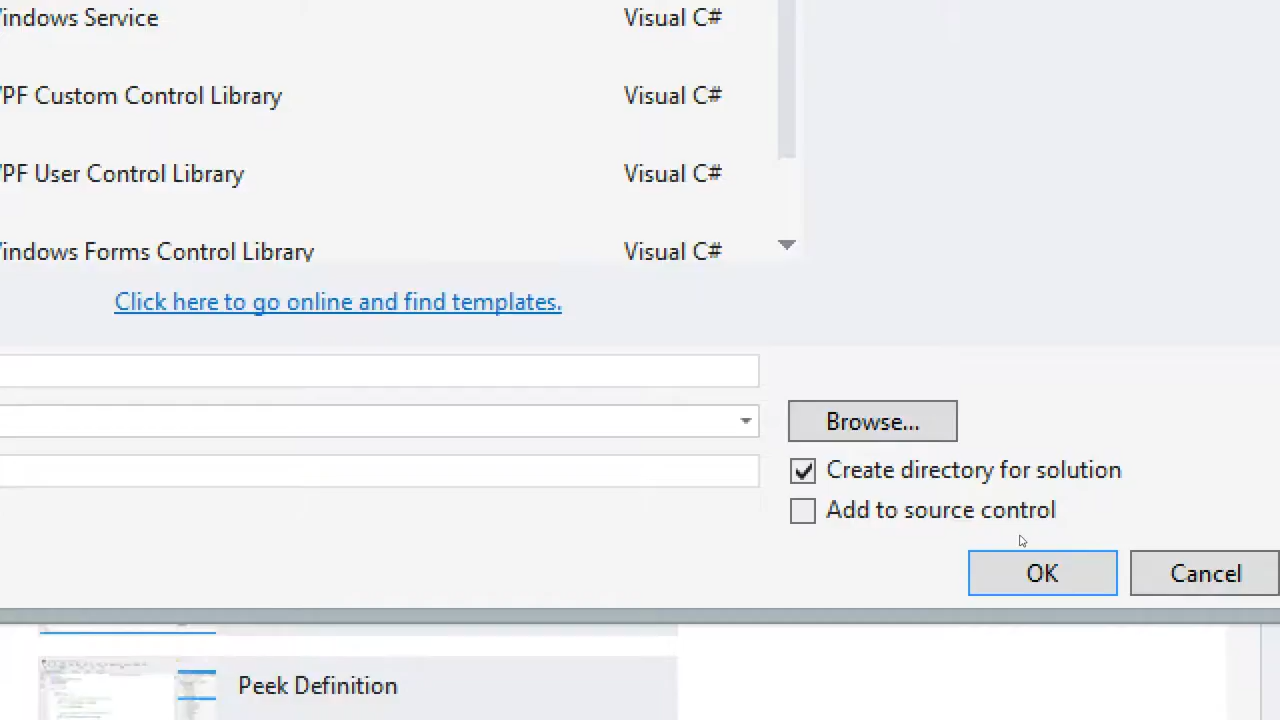 indows Service Visual C#
PF Custom Control Library Visual C#
PF User Control Library Visual C#
indows Forms Control Library Visual C#
Click here to go online and find templates.
Browse...
Create directory for solution
Add to source control
OK Cancel
Peek Definition